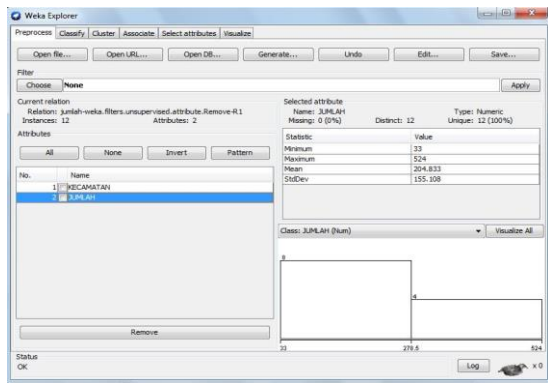 Weka Explorer
Preprocess Classify Cluster Associate Select attributes Visualize
Open file... Open URL... Open DB... Generate... Undo Edit... Save...
Filter
Choose None Apply
Current relation
Relation: jumlah-weka.filters.unsupervised.attribute.Remove-R1
Instances: 12 Attributes: 2
Attributes
All None Invert Pattern
No. Name
1 KECAMATAN
2 JUMLAH
Remove
Selected attribute
Name: JUMLAH Type: Numeric
Missing: 0 (0%) Distinct: 12 Unique: 12 (100%)
Statistic Value
Minimum 33
Maximum 524
Mean 204.833
StdDev 155.108
Class: JUMLAH (Num) Visualize All
8
4
33 278.5 524
Status
OK
Log x 0